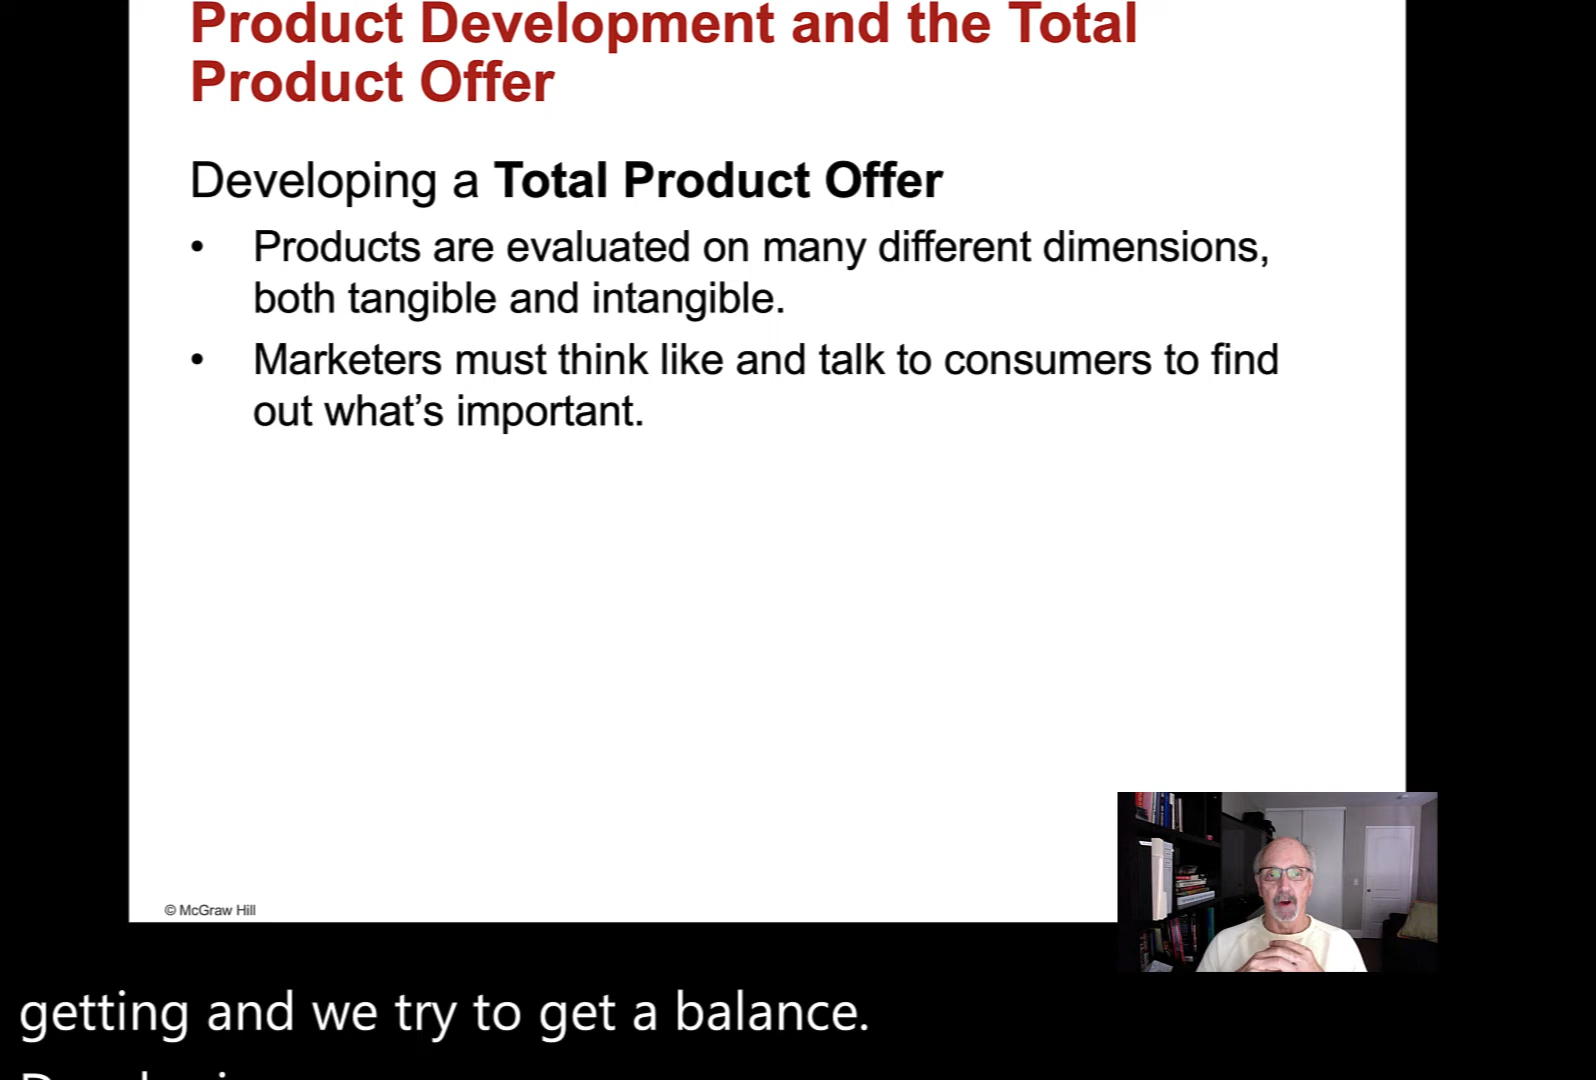 Product Development and the Total
Product Offer
Developing a Total Product Offer
• Products are evaluated on many different dimensions,
both tangible and intangible.
• Marketers must think like and talk to consumers to find
out what’s important.
© McGraw Hill
getting and we try to get a balance.